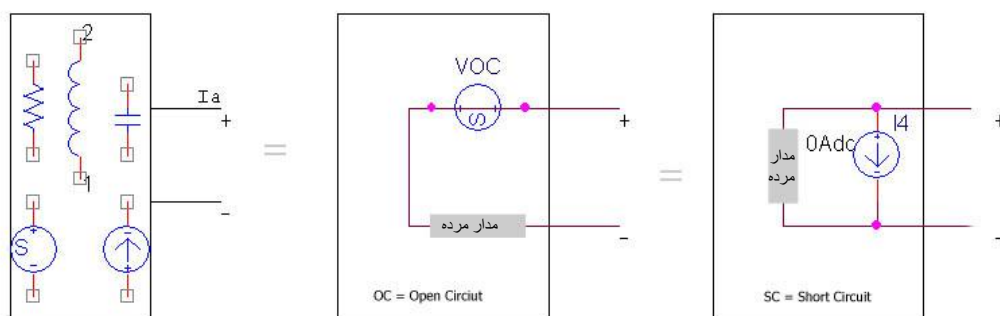 2
Ia
+
1
-
S
+
-
+
=
VOC
S
+
مدار مرده
-
OC = Open Circiut
=
I4
0Adc
مدار
مرده
+
-
SC = Short Circuit